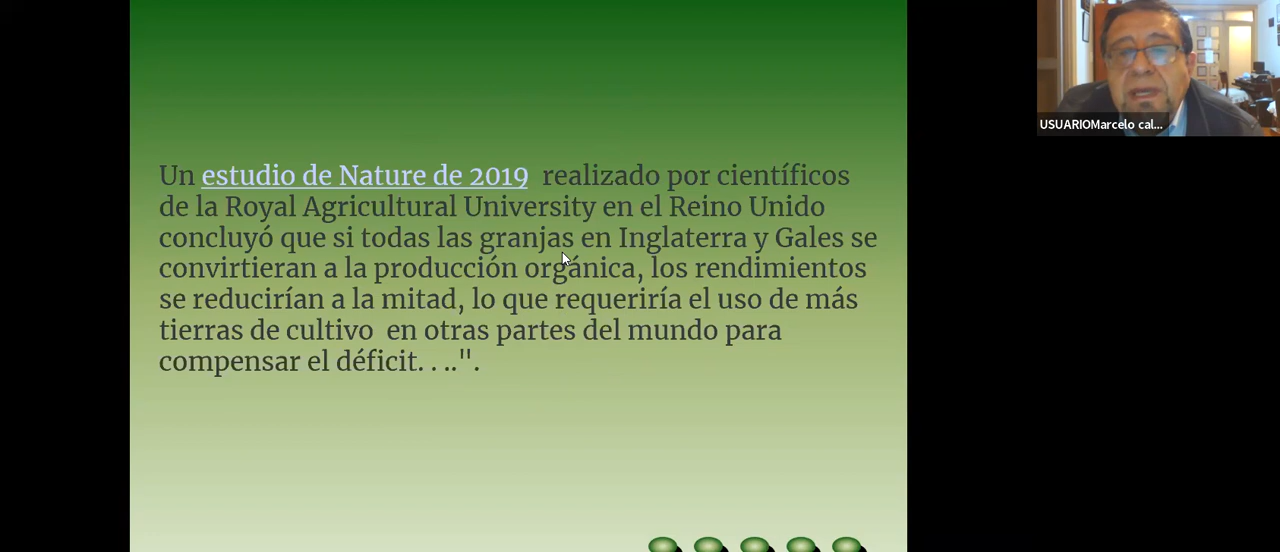 Un estudio de Nature de 2019 realizado por científicos
de la Royal Agricultural University en el Reino Unido
concluyó que si todas las granjas en Inglaterra y Gales se
convirtieran a la producción orgánica, los rendimientos
se reducirían a la mitad, lo que requeriría el uso de más
tierras de cultivo en otras partes del mundo para
compensar el déficit. . ..".
USUARIOMarcelo cal...